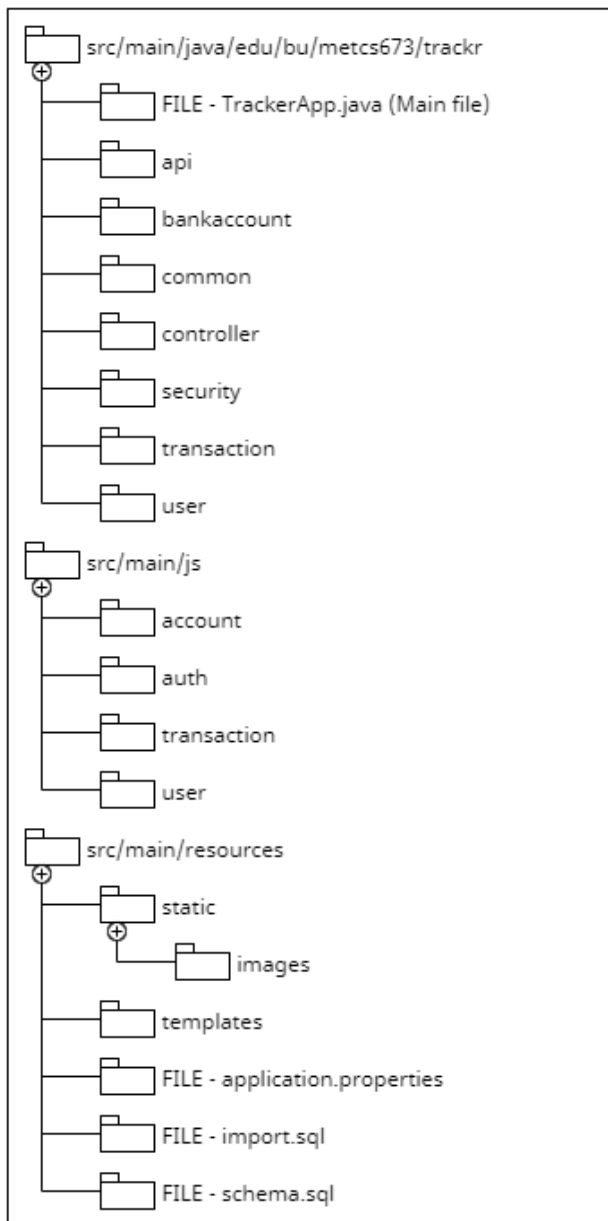 src/main/java/edu/bu/metcs673/trackr
FILE - TrackerApp.java (Main file)
api
bankaccount
common
controller
security
transaction
user
src/main/js
account
auth
transaction
user
src/main/resources
static
images
templates
FILE - application.properties
FILE - import.sql
FILE - schema.sql